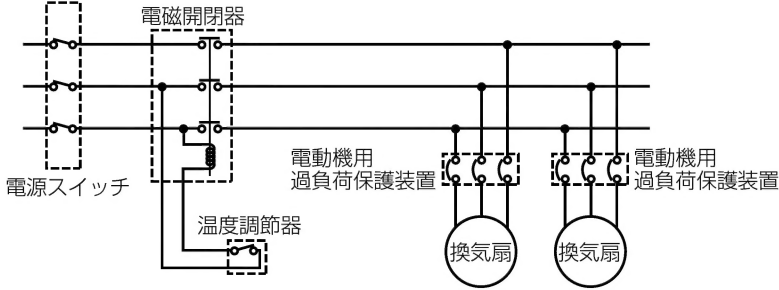 電磁開閉器
電源スイッチ
電動機用
過負荷保護装置
電動機用
過負荷保護装置
温度調節器
換気扇
換気扇